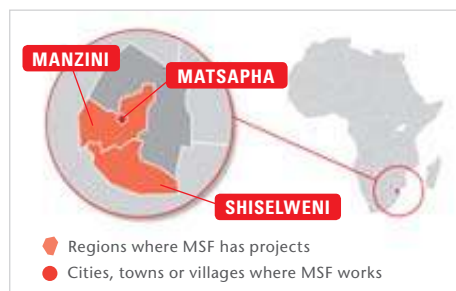 MANZINI
MATSAPHA
SHISELWENI
Regions where MSF has projects
Cities, towns or villages where MSF works